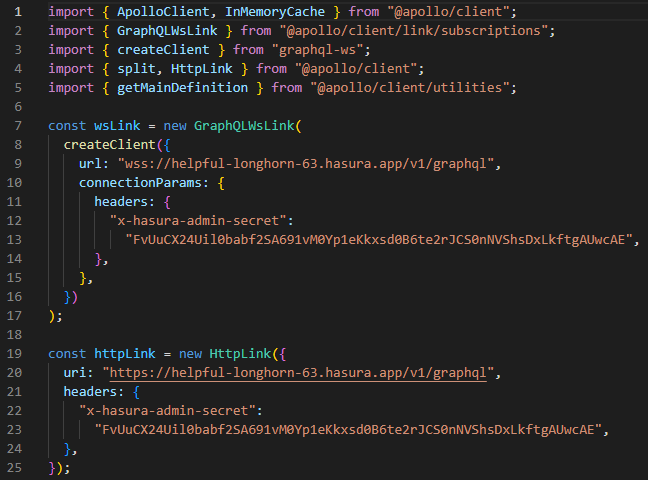 1 import { ApolloClient, InMemoryCache } from "@apollo/client";
2 import { GraphQLWsLink } from "@apollo/client/link/subscriptions";
3 import { createClient } from "graphql-ws";
4 import { split, HttpLink } from "@apollo/client";
5 import { getMainDefinition } from "@apollo/client/utilities";
6
7 const wsLink = new GraphQLWsLink(
8   createClient({
9     url: "wss://helpful-longhorn-63.hasura.app/v1/graphql",
10     connectionParams: {
11       headers: {
12         "x-hasura-admin-secret":
13           "FvUuCX24Uil0babf2SA691vM0Yp1eKkxsd0B6te2rJCS0nNVShsDxLkftgAUwcAE",
14       },
15     },
16   })
17 );
18
19 const httpLink = new HttpLink({
20   uri: "https://helpful-longhorn-63.hasura.app/v1/graphql",
21   headers: {
22     "x-hasura-admin-secret":
23       "FvUuCX24Uil0babf2SA691vM0Yp1eKkxsd0B6te2rJCS0nNVShsDxLkftgAUwcAE",
24   },
25 });